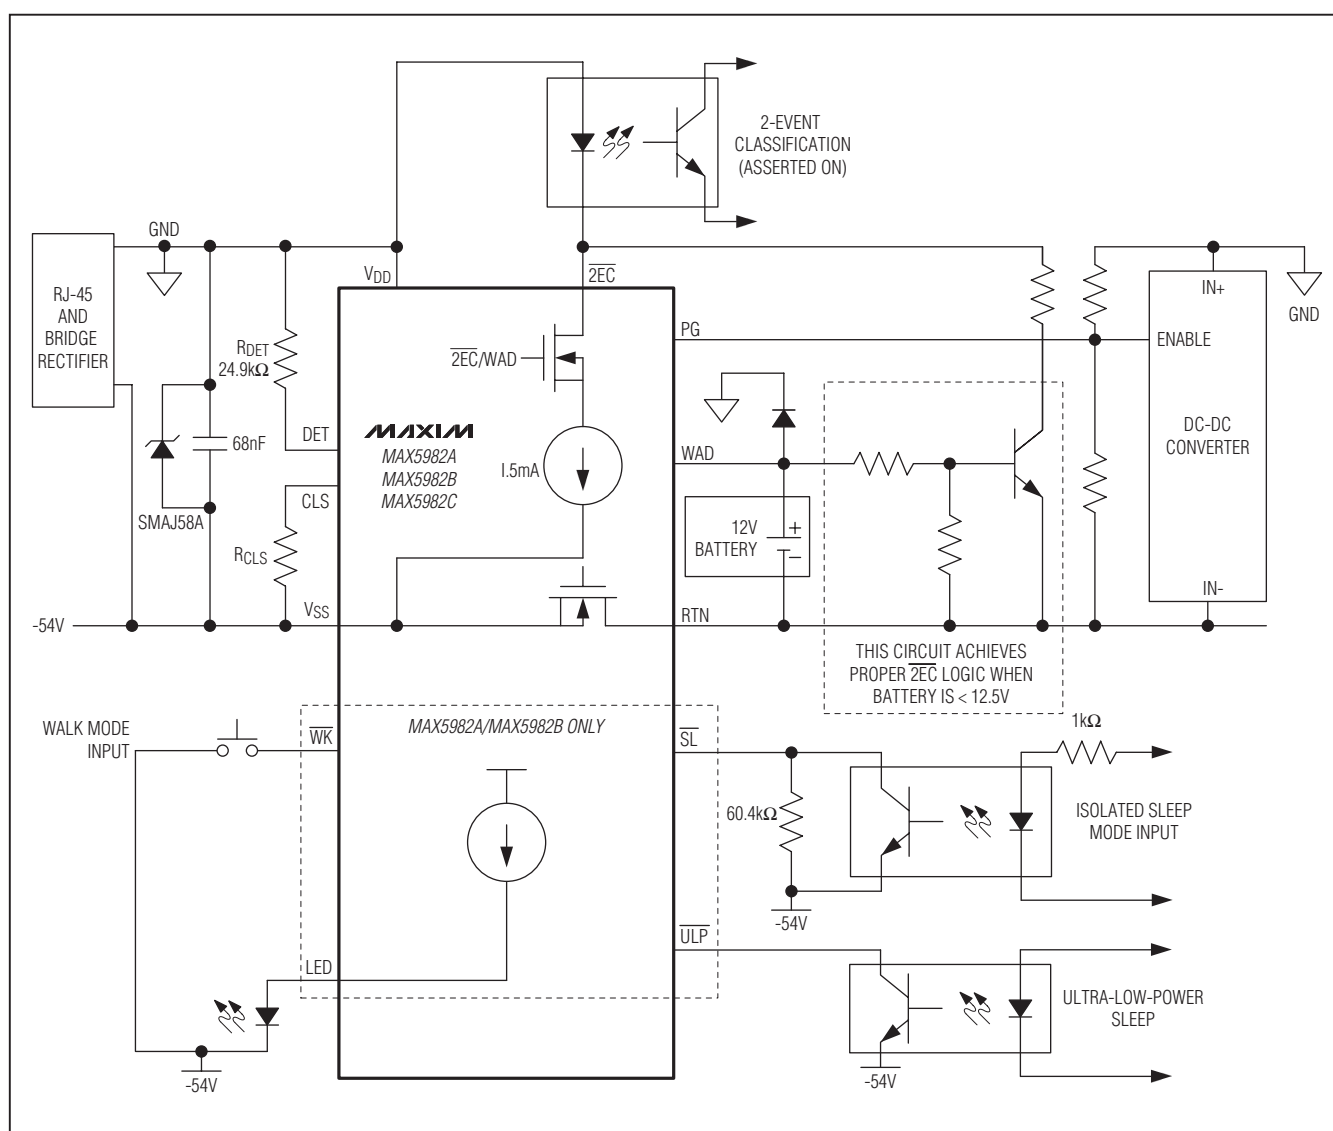 2-EVENT
CLASSIFICATION
(ASSERTED ON)
GND
VDD
2EC
RJ-45
AND
BRIDGE
RECTIFIER
IN+
GND
PG
ENABLE
RDET
24.9kΩ
2EC/WAD
DC-DC
CONVERTER
MAXIM
MAX5982A
MAX5982B
MAX5982C
DET
68nF
WAD
I.5mA
CLS
SMAJ58A
12V
BATTERY
+
−
RCLS
IN-
-54V
VSS
RTN
THIS CIRCUIT ACHIEVES
PROPER 2EC LOGIC WHEN
BATTERY IS < 12.5V
WALK MODE
INPUT
WK
MAX5982A/MAX5982B ONLY
SL
1kΩ
60.4kΩ
ISOLATED SLEEP
MODE INPUT
-54V
ULP
LED
ULTRA-LOW-POWER
SLEEP
-54V
-54V